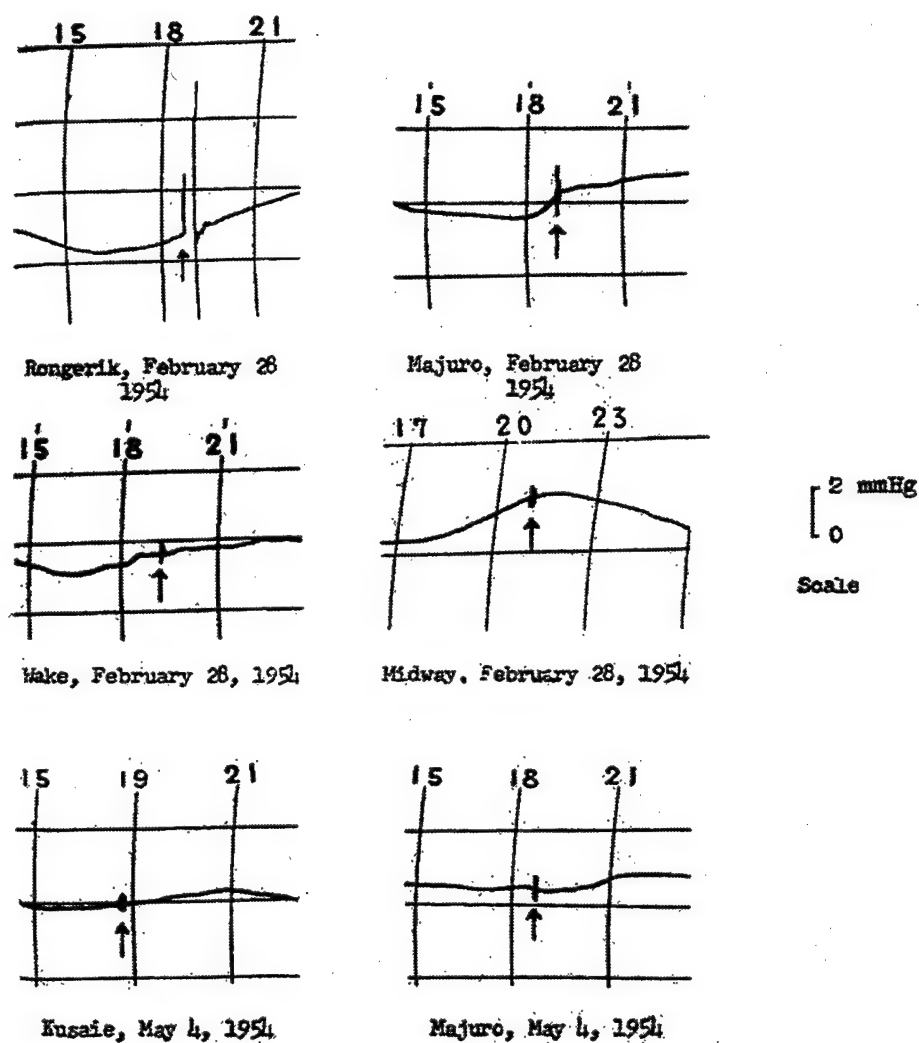 15 18 21
15 18 21
Rongerik, February 28
1954
Majuro, February 28
1954
15 18 21
17 20 23
2 mmHg
0
Scale
Wake, February 28, 1954
Midway. February 28, 1954
15 19 21
15 18 21
Kusaie, May 4, 1954
Majuro, May 4, 1954